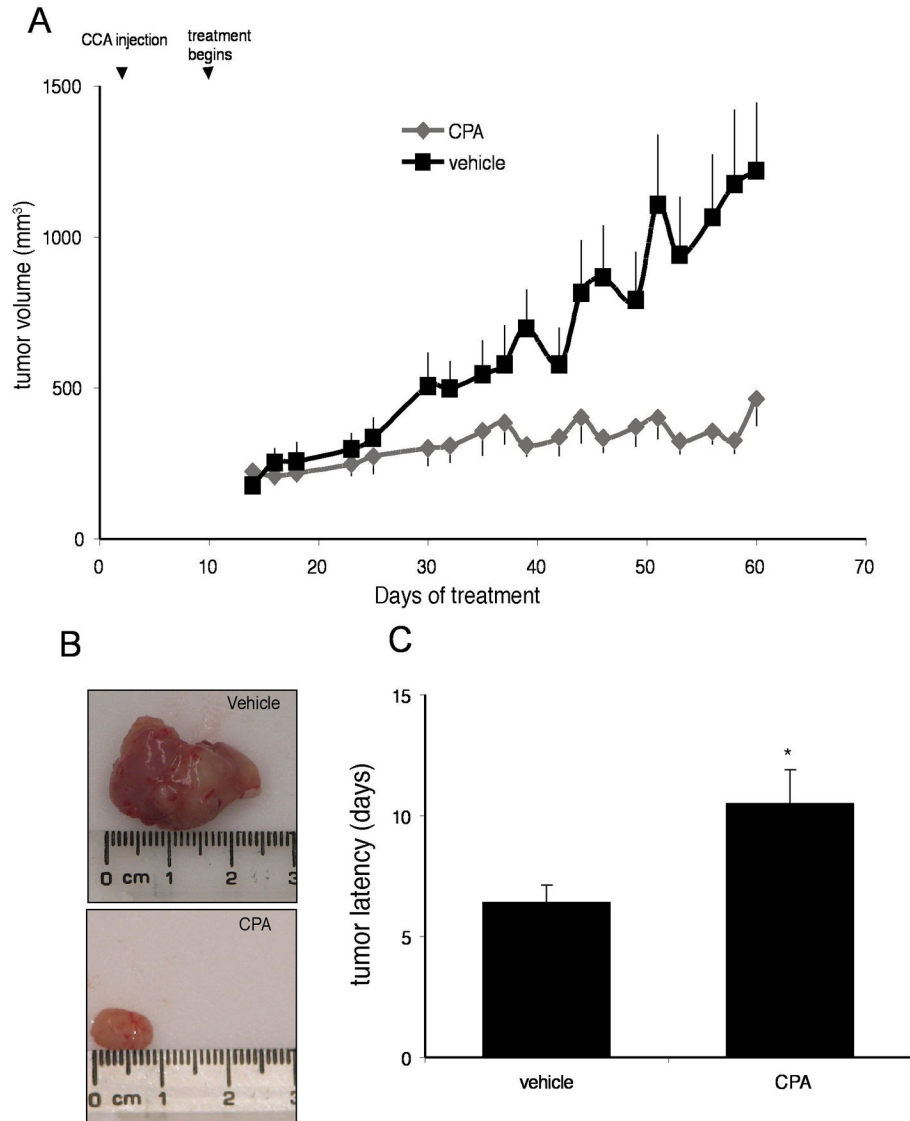 A
CCA injection
treatment
begins
1500
1000
500
0
tumor volume (mm³)
CPA
vehicle
0 10 20 30 40 50 60 70
Days of treatment
B
Vehicle
0 cm 1 2 3
CPA
0 cm 1 2 3
C
15
10
5
0
tumor latency (days)
*
vehicle CPA